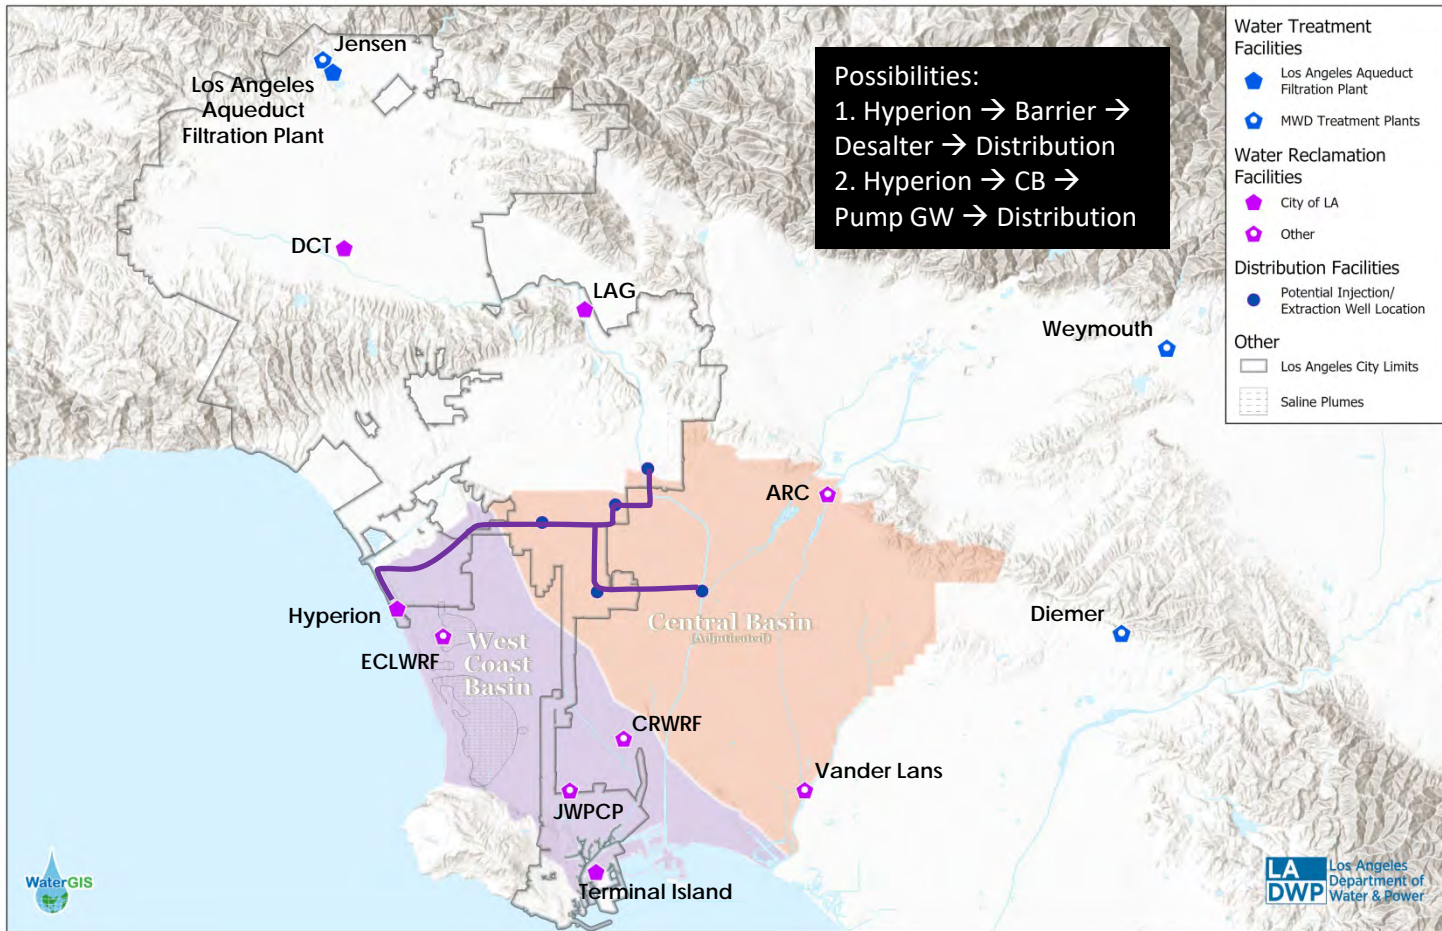 Jensen
Los Angeles
Aqueduct
Filtration Plant
Possibilities:
1. Hyperion → Barrier →
Desalter → Distribution
2. Hyperion → CB →
Pump GW → Distribution
Water Treatment
Facilities
Los Angeles Aqueduct
Filtration Plant
MWD Treatment Plants
Water Reclamation
Facilities
City of LA
Other
Distribution Facilities
Potential Injection/
Extraction Well Location
Other
Los Angeles City Limits
Saline Plumes
DCT
LAG
Weymouth
ARC
Hyperion
ECLWRF
West
Coast
Basin
Central Basin
(Adjudicated)
Diemer
CRWRF
Vander Lans
JWPCP
Terminal Island
WaterGIS
LA
DWP
Los Angeles
Department of
Water & Power